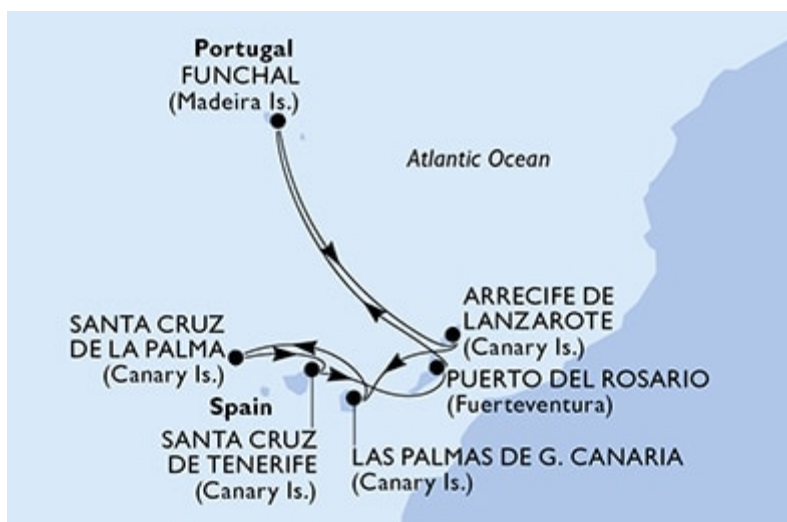 Portugal
FUNCHAL
(Madeira Is.)
Atlantic Ocean
ARRECIFE DE
LANZAROTE
(Canary Is.)
SANTA CRUZ
DE LA PALMA
(Canary Is.)
PUERTO DEL ROSARIO
(Fuerteventura)
Spain
SANTA CRUZ
DE TENERIFE
(Canary Is.)
LAS PALMAS DE G. CANARIA
(Canary Is.)